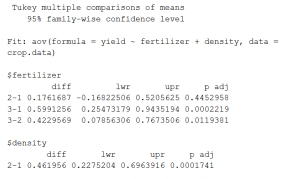 Tukey multiple comparisons of means
95% family-wise confidence level
Fit: aov(formula = yield ~ fertilizer + density, data =
crop.data)
$fertilizer
diff lwr upr p adj
2-1 0.1761687 -0.16822506 0.5205625 0.4452958
3-1 0.5991256 0.25473179 0.9435194 0.0002219
3-2 0.4229569 0.07856306 0.7673506 0.0119381
$density
diff lwr upr p adj
2-1 0.461956 0.2275204 0.6963916 0.0001741